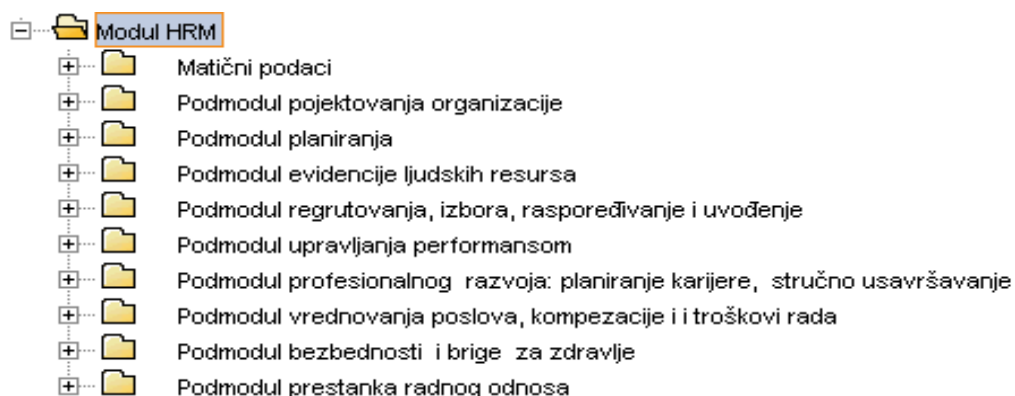 Modul HRM
Matični podaci
Podmodul pojektovanja organizacije
Podmodul planiranja
Podmodul evidencije ljudskih resursa
Podmodul regrutovanja, izbora, raspoređivanje i uvođenje
Podmodul upravljanja performansom
Podmodul profesionalnog razvoja: planiranje karijere, stručno usavršavanje
Podmodul vrednovanja poslova, kompezacije i i troškovi rada
Podmodul bezbednosti i brige za zdravlje
Podmodul prestanka radnog odnosa